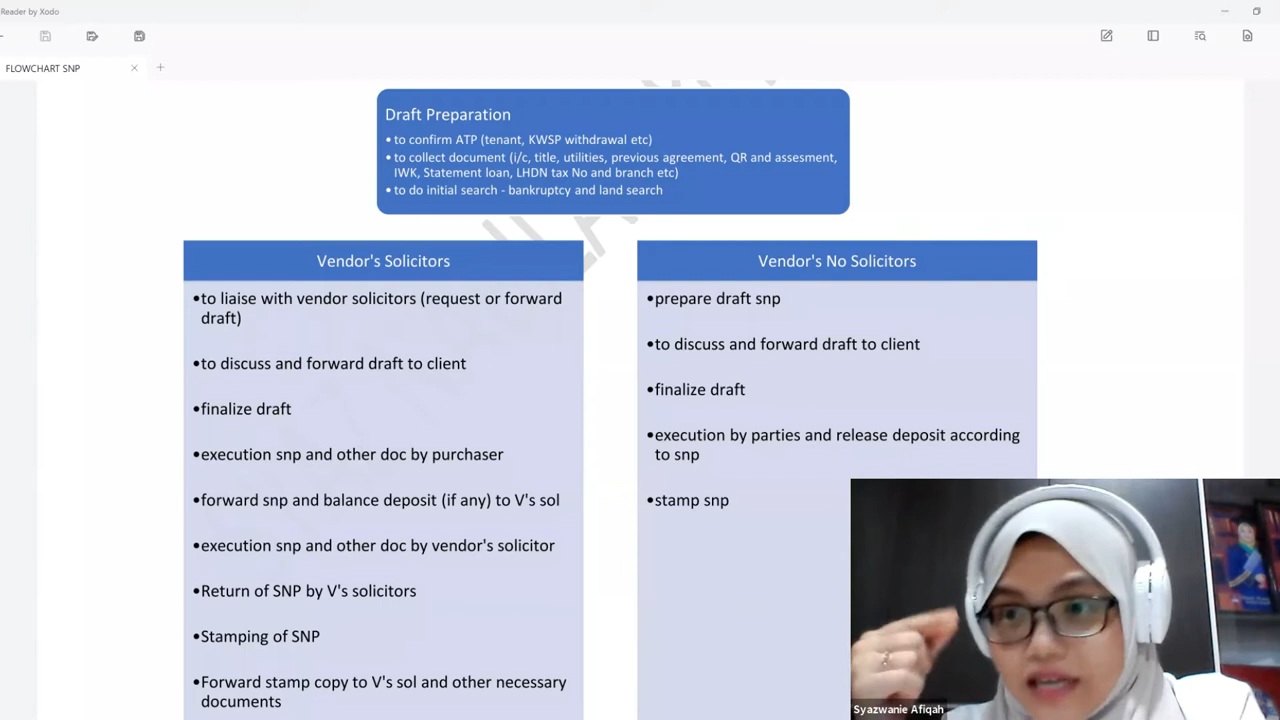 Reader by Xodo
FLOWCHART SNP
Draft Preparation
• to confirm ATP (tenant, KWSP withdrawal etc)
• to collect document (i/c, title, utilities, previous agreement, QR and assesment,
IWK, Statement loan, LHDN tax No and branch etc)
• to do initial search - bankruptcy and land search
Vendor's Solicitors
•to liaise with vendor solicitors (request or forward
draft)
•to discuss and forward draft to client
•finalize draft
•execution snp and other doc by purchaser
•forward snp and balance deposit (if any) to V's sol
•execution snp and other doc by vendor's solicitor
•Return of SNP by V's solicitors
•Stamping of SNP
•Forward stamp copy to V's sol and other necessary
documents
Vendor's No Solicitors
•prepare draft snp
•to discuss and forward draft to client
•finalize draft
•execution by parties and release deposit according
to snp
•stamp snp
Syazwanie Afiqah